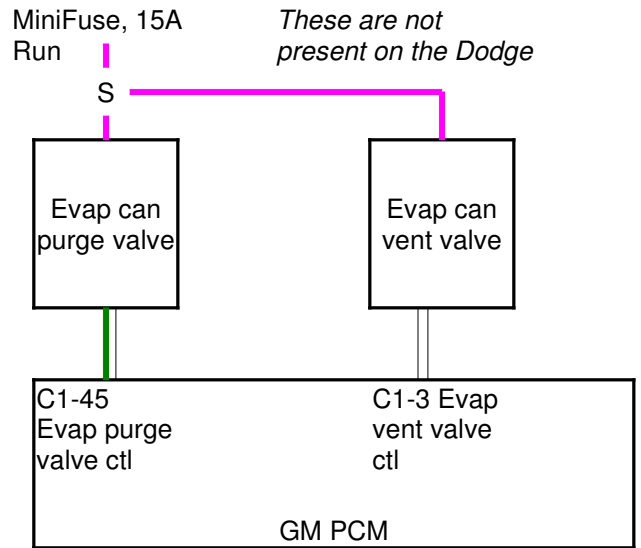 MiniFuse, 15A
Run
These are not
present on the Dodge
S
Evap can
purge valve
Evap can
vent valve
C1-45
Evap purge
valve ctl
C1-3 Evap
vent valve
ctl
GM PCM